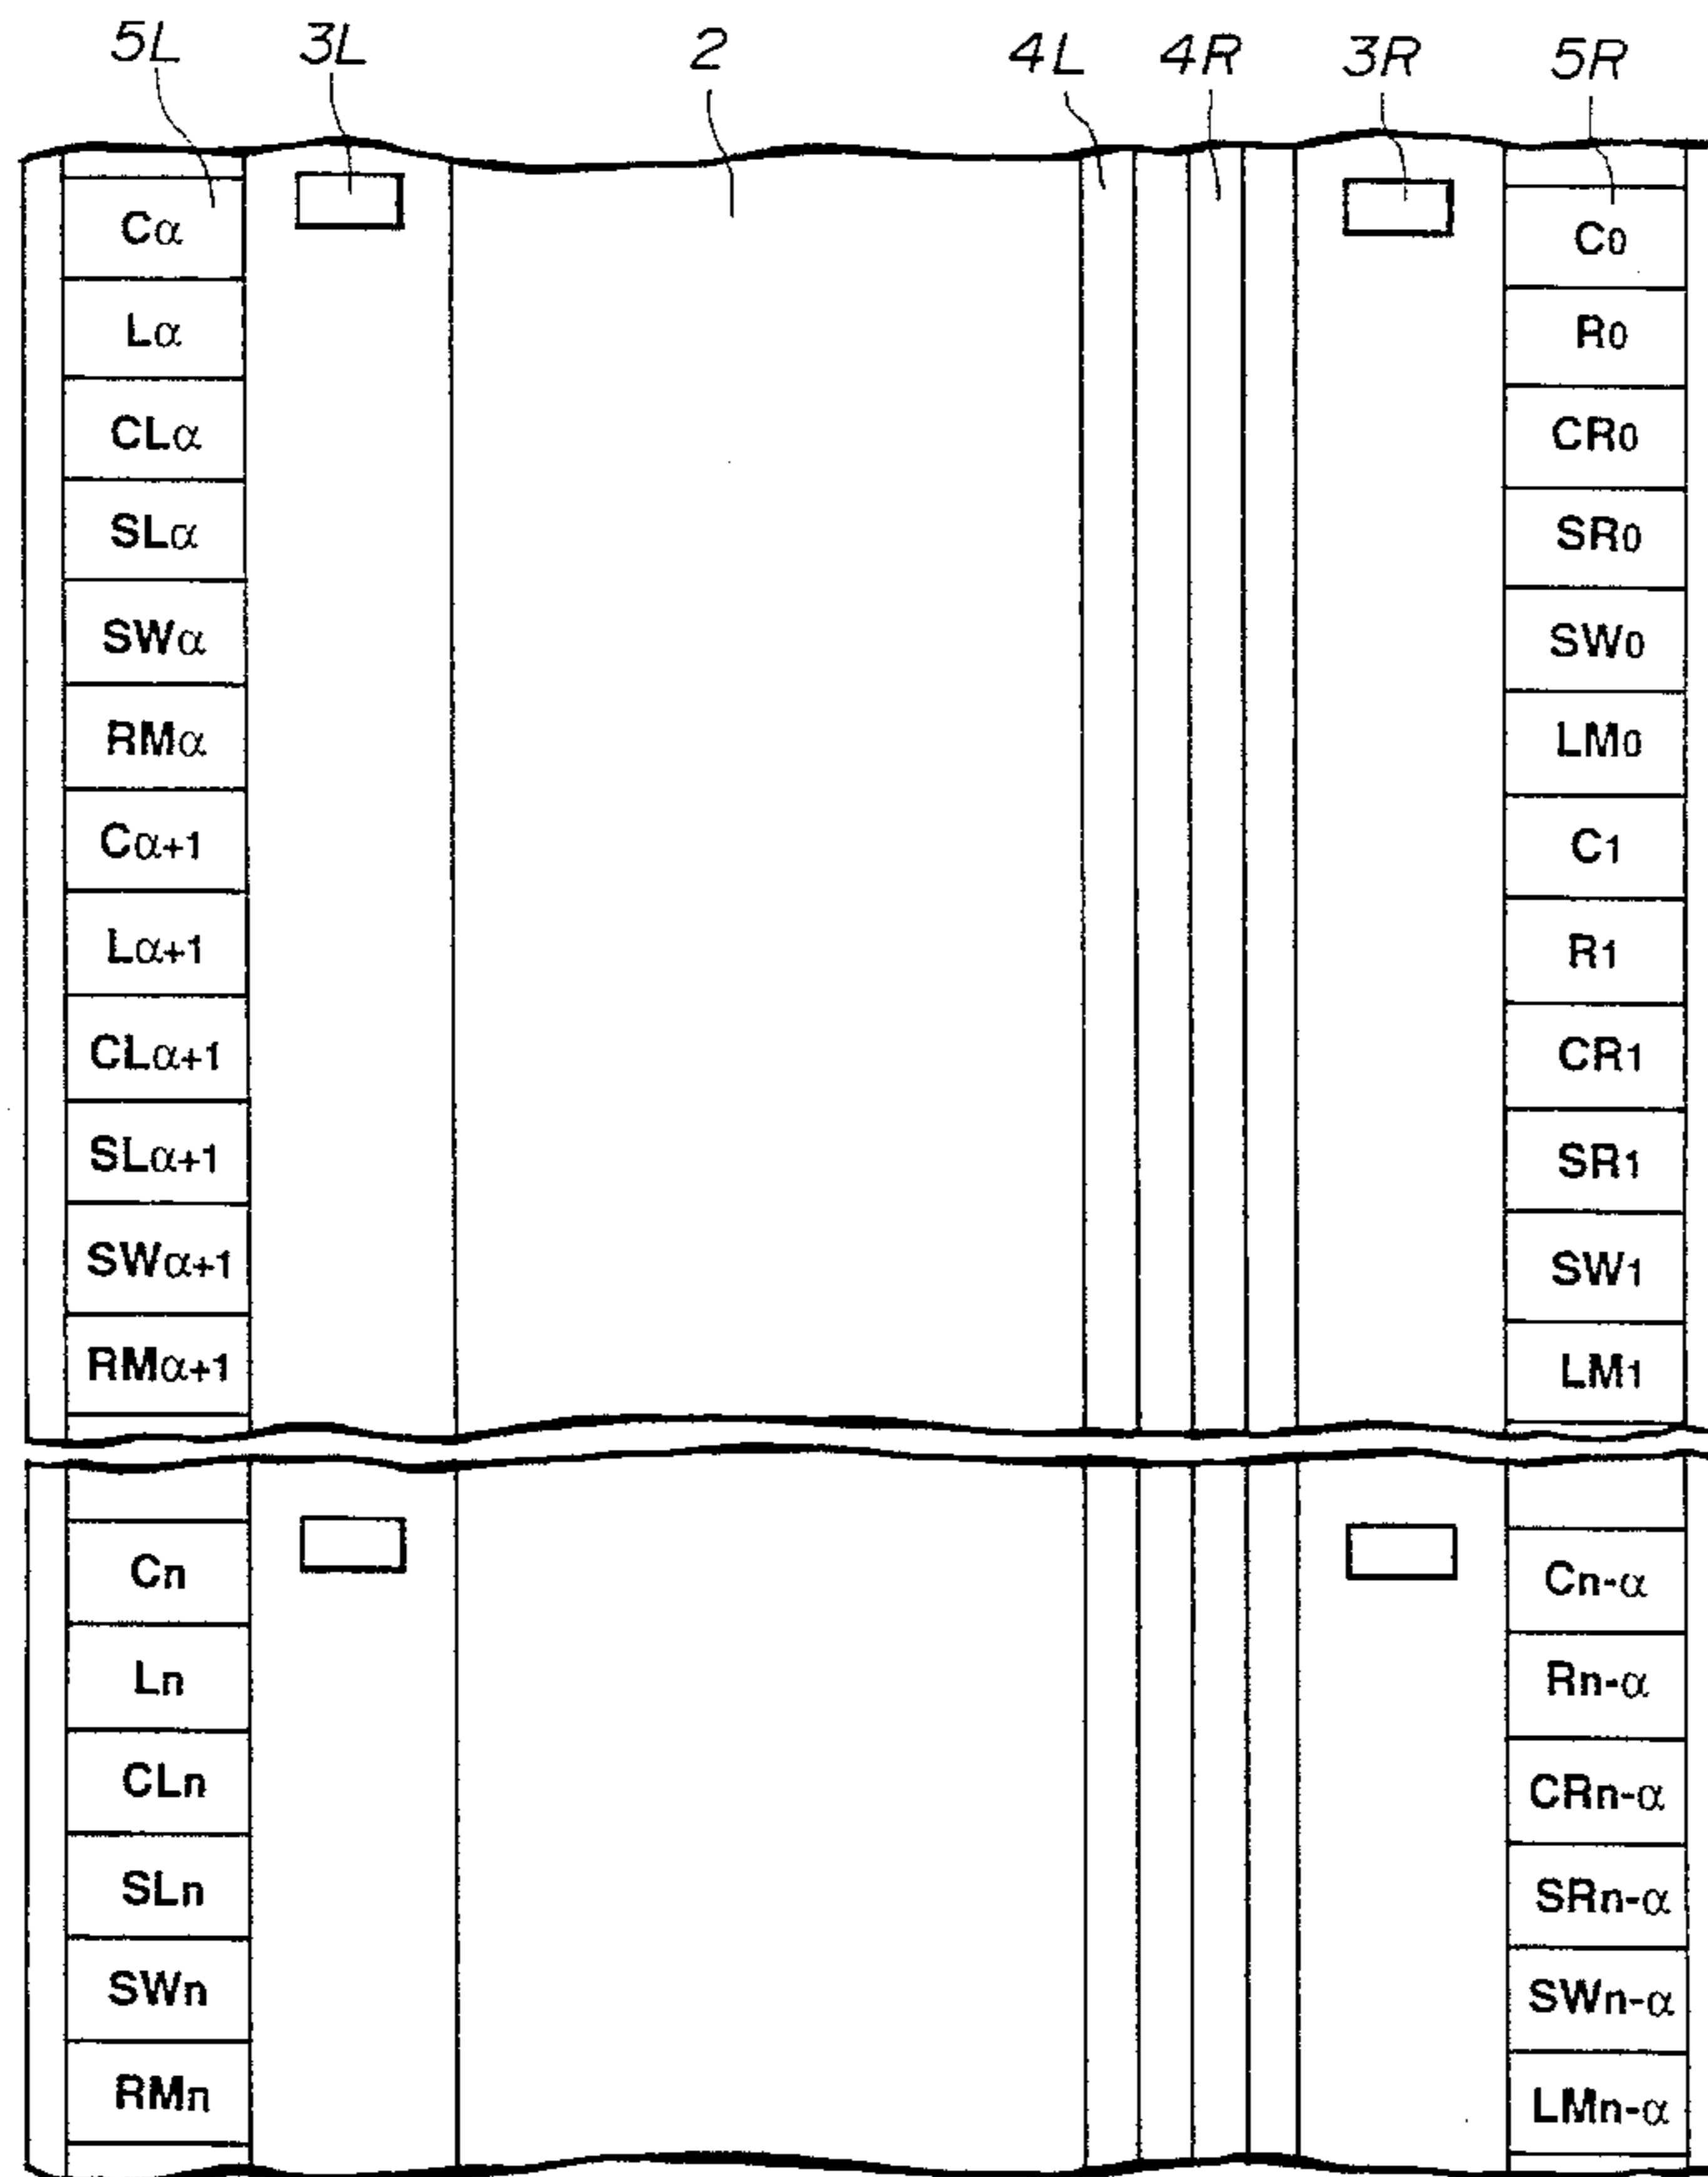 5L 3L 2 4L 4R 3R 5R
Cα C0
Lα R0
CLα CR0
SLα SR0
SWα SW0
RMα LM0
Cα+1 C1
Lα+1 R1
CLα+1 CR1
SLα+1 SR1
SWα+1 SW1
RMα+1 LM1
Cn Cn-α
Ln Rn-α
CLn CRn-α
SLn SRn-α
SWn SWn-α
RMn LMn-α